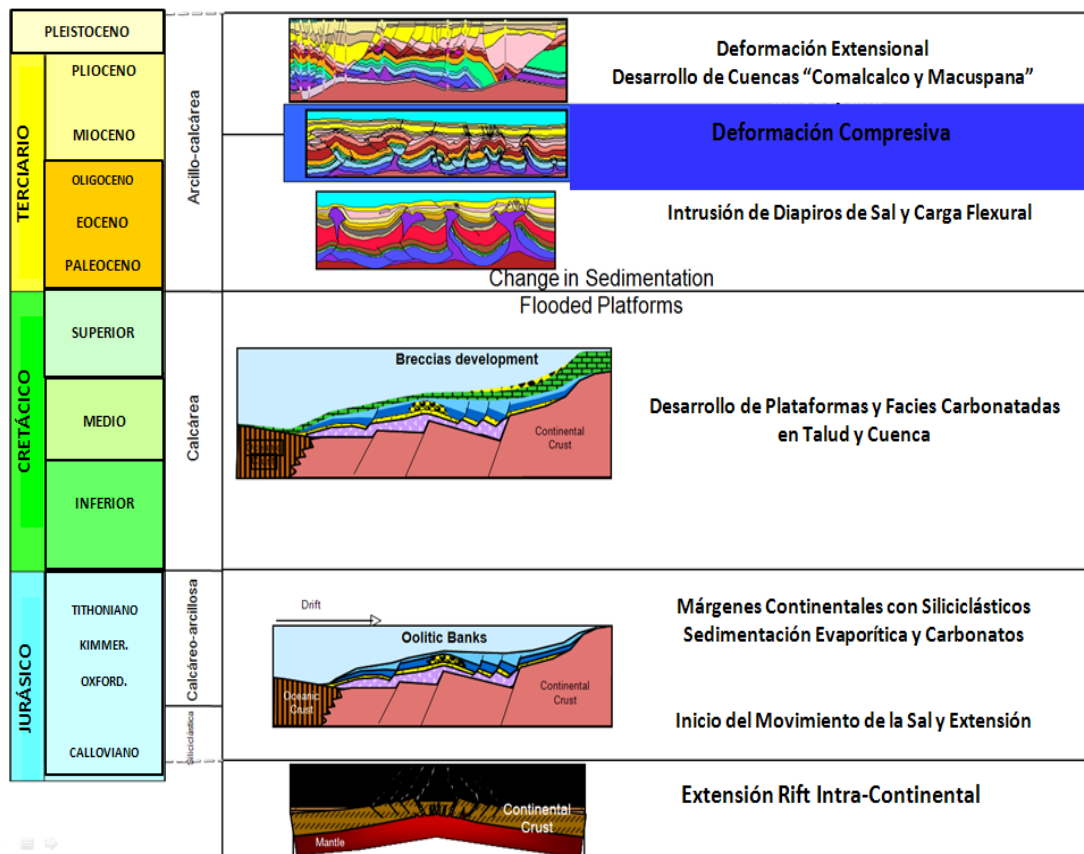 PLEISTOCENO
TERCIARIO
PLIOCENO
MIOCENO
OLIGOCENO
EOCENO
PALEOCENO
Arcillo-calcárea
Deformación Extensional
Desarrollo de Cuencas “Comalcalco y Macuspana”
Deformación Compresiva
Intrusión de Diapiros de Sal y Carga Flexural
Change in Sedimentation
Flooded Platforms
CRETÁCICO
SUPERIOR
MEDIO
INFERIOR
Calcárea
Breccias development
Continental
Crust
Desarrollo de Plataformas y Facies Carbonatadas
en Talud y Cuenca
JURÁSICO
TITHONIANO
KIMMER.
OXFORD.
CALLOVIANO
Calcáreo-arcillosa
Siliciclástica
Drift
Oolitic Banks
Oceanic
Crust
Continental
Crust
Márgenes Continentales con Siliciclásticos
Sedimentación Evaporítica y Carbonatos
Inicio del Movimiento de la Sal y Extensión
Continental
Crust
Mantle
Extensión Rift Intra-Continental